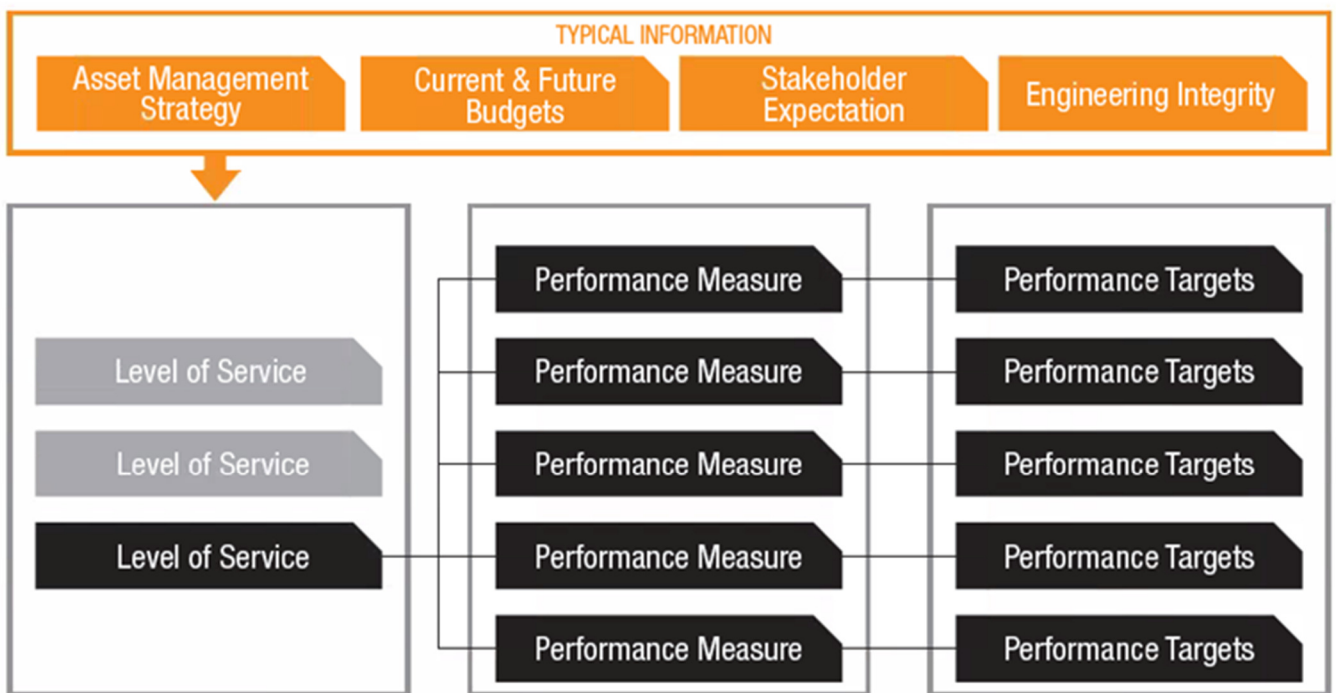 TYPICAL INFORMATION
Asset Management
Strategy
Current & Future
Budgets
Stakeholder
Expectation
Engineering Integrity
Level of Service
Level of Service
Level of Service
Performance Measure
Performance Measure
Performance Measure
Performance Measure
Performance Measure
Performance Targets
Performance Targets
Performance Targets
Performance Targets
Performance Targets